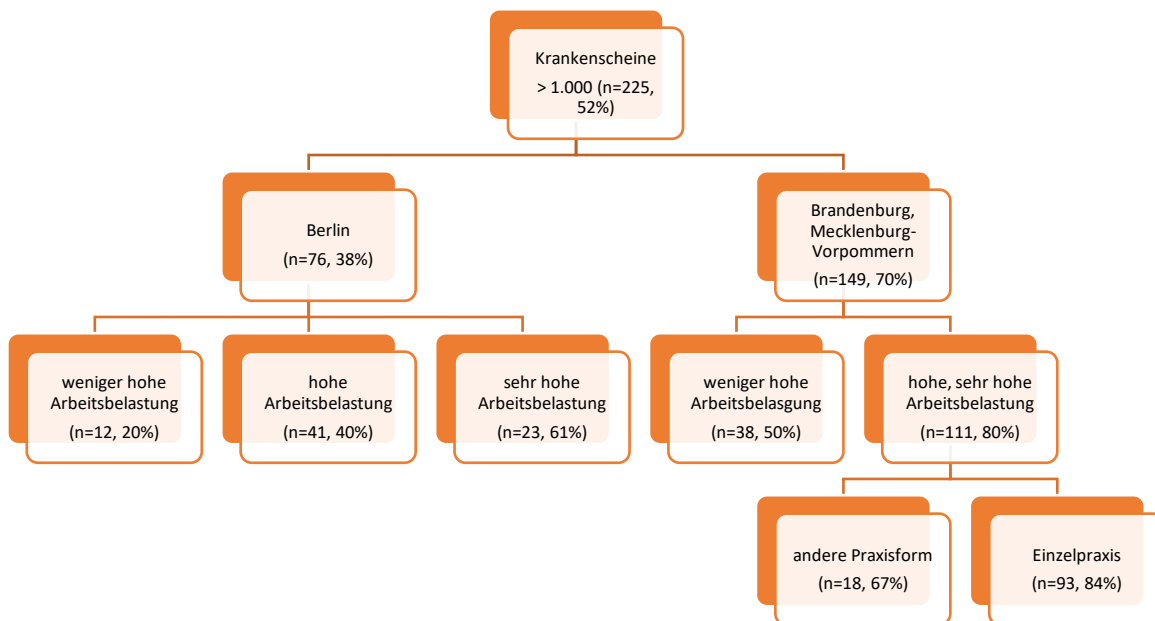 Krankenscheine
> 1.000 (n=225,
52%)
Berlin
(n=76, 38%)
Brandenburg,
Mecklenburg-
Vorpommern
(n=149, 70%)
weniger hohe
Arbeitsbelastung
(n=12, 20%)
hohe
Arbeitsbelastung
(n=41, 40%)
sehr hohe
Arbeitsbelastung
(n=23, 61%)
weniger hohe
Arbeitsbelasgung
(n=38, 50%)
hohe, sehr hohe
Arbeitsbelastung
(n=111, 80%)
andere Praxisform
(n=18, 67%)
Einzelpraxis
(n=93, 84%)